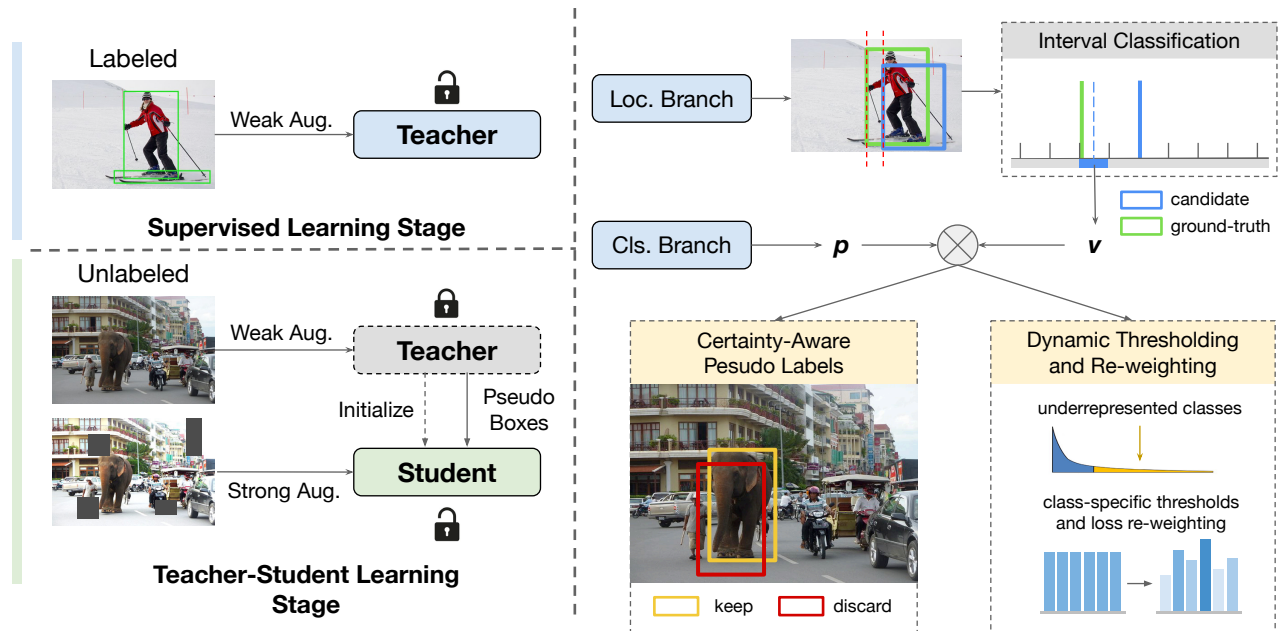 Labeled
Weak Aug.
Teacher
Supervised Learning Stage
Unlabeled
Weak Aug.
Teacher
Initialize
Pseudo
Boxes
Strong Aug.
Student
Teacher-Student Learning
Stage
Loc. Branch
Interval Classification
candidate
ground-truth
Cls. Branch
p
v
Certainty-Aware
Pesudo Labels
keep
discard
Dynamic Thresholding
and Re-weighting
underrepresented classes
class-specific thresholds
and loss re-weighting